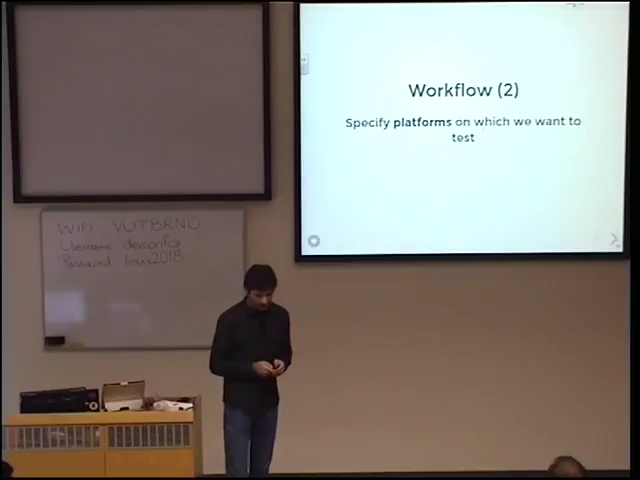 Workflow (2)
Specify platforms on which we want to
test
WIFI VUTBRNO
Username devconfcz
Password linux2018